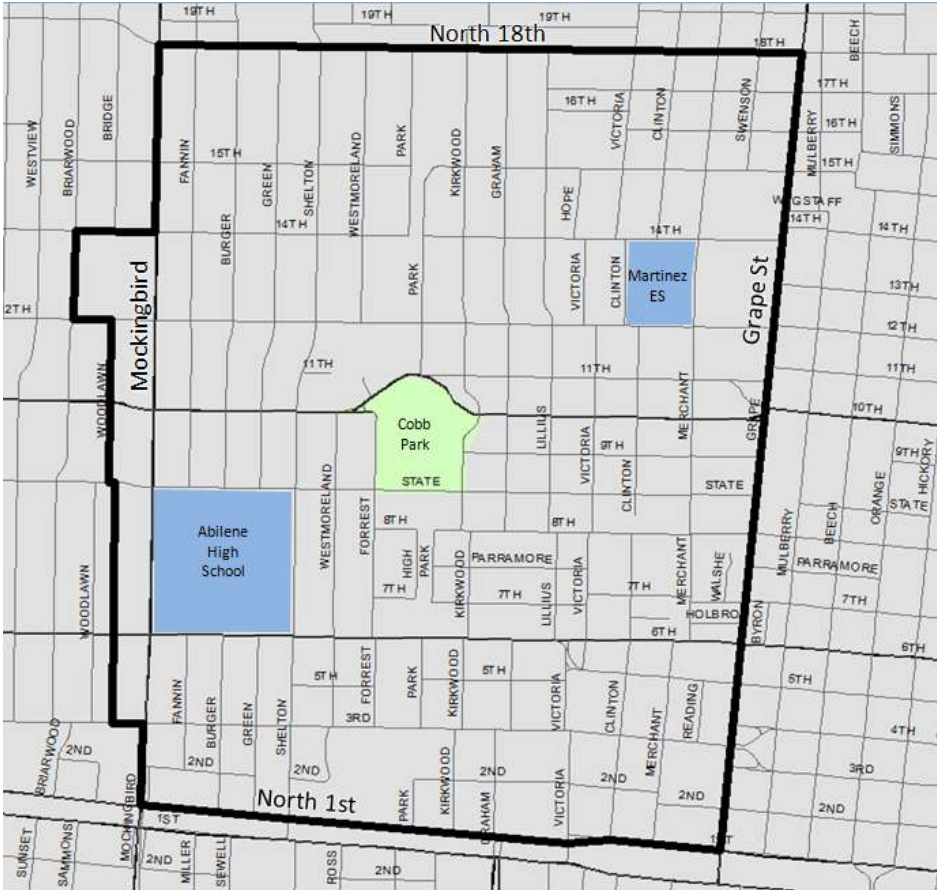 19TH
19TH
19TH
North 18th
18TH
BEECH
17TH
BRIDGE
PARK
16TH
VICTORIA
CLINTON
SWENSON
MULBERRY
16TH
SIMMONS
WESTVIEW
BRIARWOOD
FANNIN
15TH
GREEN
SHELTON
WESTMORELAND
KIRKWOOD
GRAHAM
15TH
HOPE
14TH
14TH
BURGER
14TH
14TH
Mockingbird
PARK
VICTORIA
CLINTON
Martinez
ES
Grape St
13TH
2TH
12TH
11TH
11TH
11TH
WOODLAWN
LILLIUS
MERCHANT
GRAPE
10TH
Cobb
Park
VICTORIA
9TH
CLINTON
9TH
HICKORY
STATE
STATE
ORANGE
STATE
WESTMORELAND
FORREST
8TH
8TH
BEECH
MULBERRY
Abilene
High
School
HIGH
PARK
KIRKWOOD
PARRAMORE
VICTORIA
MERCHANT
WALSHE
PARRAMORE
WOODLAWN
7TH
7TH
LILLIUS
7TH
7TH
HOLBRO
BYRON
6TH
6TH
FANNIN
BURGER
GREEN
SHELTON
5TH
FORREST
PARK
KIRKWOOD
5TH
VICTORIA
CLINTON
READING
5TH
3RD
MERCHANT
4TH
BRIARWOOD
2ND
2ND
2ND
2ND
2ND
3RD
MOCKINGBIRD
North 1st
PARK
KIRKWOOD
VICTORIA
2ND
2ND
1ST
SUNSET
SAMMONS
2ND
MILLER
SEWELL
ROSS
2ND